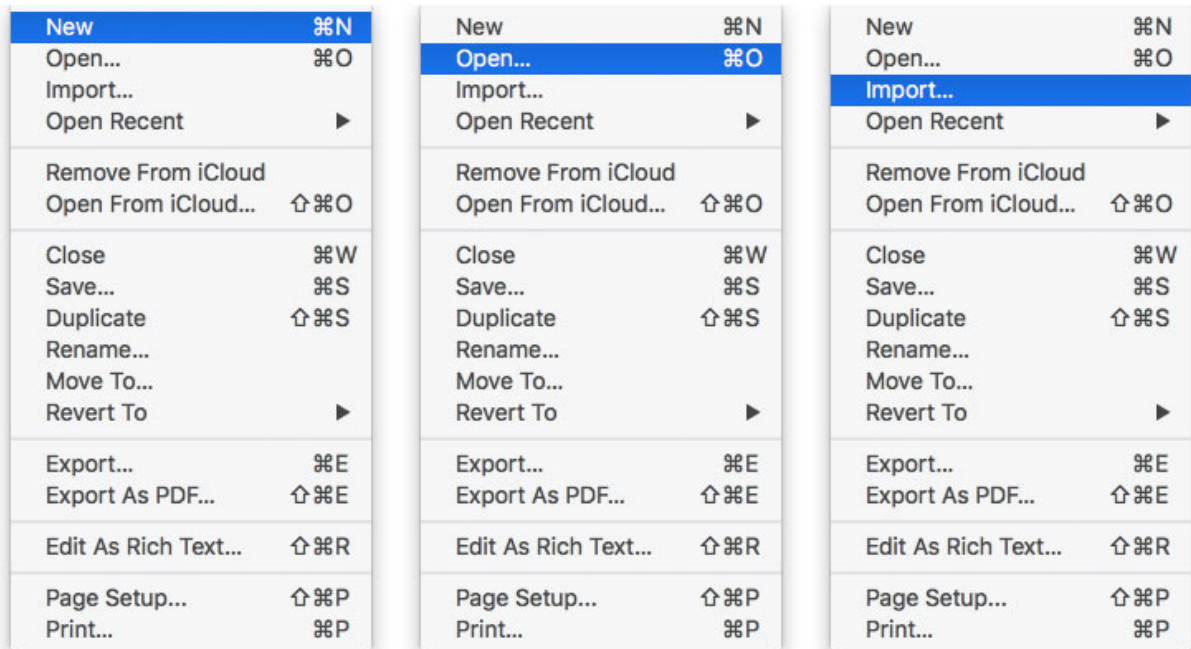 New ⌘N
Open... ⌘O
Import...
Open Recent ▶
Remove From iCloud
Open From iCloud... ⇧⌘O
Close ⌘W
Save... ⌘S
Duplicate ⇧⌘S
Rename...
Move To...
Revert To ▶
Export... ⌘E
Export As PDF... ⇧⌘E
Edit As Rich Text... ⇧⌘R
Page Setup... ⇧⌘P
Print... ⌘P
New ⌘N
Open... ⌘O
Import...
Open Recent ▶
Remove From iCloud
Open From iCloud... ⇧⌘O
Close ⌘W
Save... ⌘S
Duplicate ⇧⌘S
Rename...
Move To...
Revert To ▶
Export... ⌘E
Export As PDF... ⇧⌘E
Edit As Rich Text... ⇧⌘R
Page Setup... ⇧⌘P
Print... ⌘P
New ⌘N
Open... ⌘O
Import...
Open Recent ▶
Remove From iCloud
Open From iCloud... ⇧⌘O
Close ⌘W
Save... ⌘S
Duplicate ⇧⌘S
Rename...
Move To...
Revert To ▶
Export... ⌘E
Export As PDF... ⇧⌘E
Edit As Rich Text... ⇧⌘R
Page Setup... ⇧⌘P
Print... ⌘P